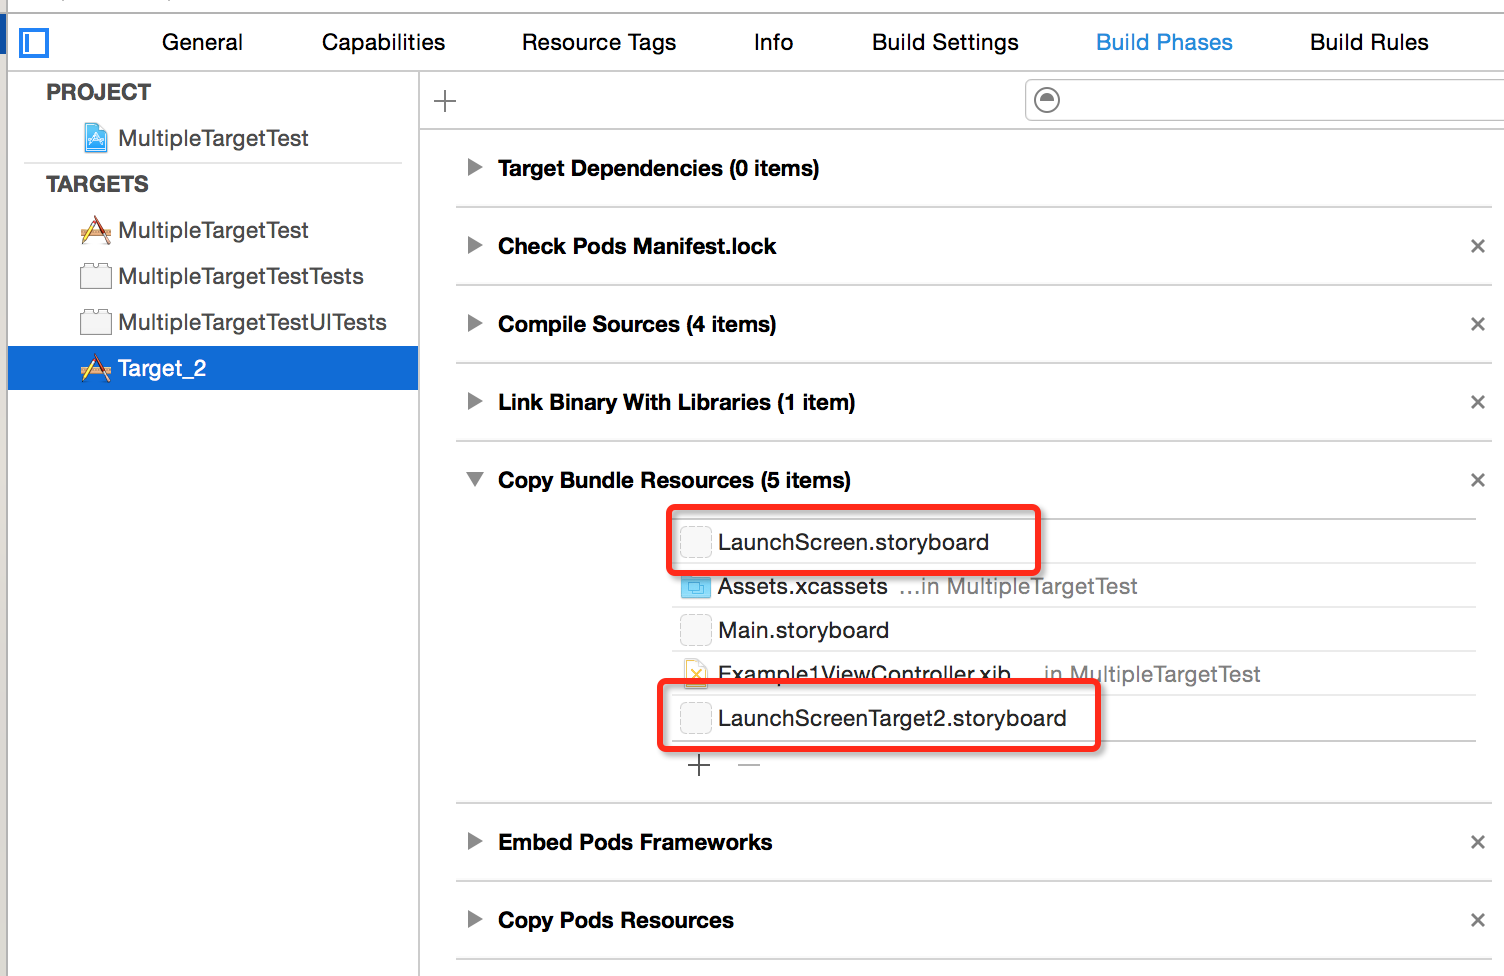 General Capabilities Resource Tags Info Build Settings Build Phases Build Rules
PROJECT
MultipleTargetTest
TARGETS
MultipleTargetTest
MultipleTargetTestTests
MultipleTargetTestUITests
Target_2
Target Dependencies (0 items)
Check Pods Manifest.lock
Compile Sources (4 items)
Link Binary With Libraries (1 item)
Copy Bundle Resources (5 items)
LaunchScreen.storyboard
Assets.xcassets ...in MultipleTargetTest
Main.storyboard
Example1ViewController.xib ...in MultipleTargetTest
LaunchScreenTarget2.storyboard
Embed Pods Frameworks
Copy Pods Resources